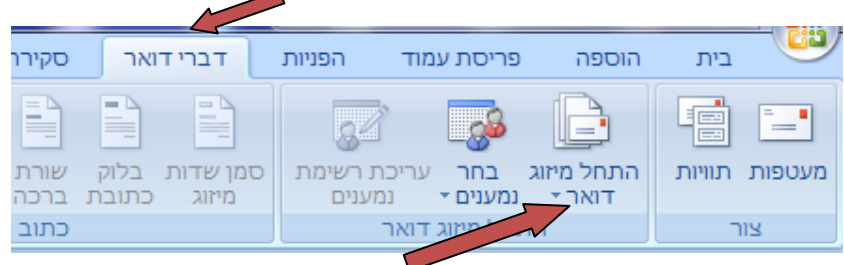 בית הוספה פריסת עמוד הפניות דברי דואר
מעטפות תוויות התחל מיזוג בחר עריכת רשימת סמן שדות בלוק שורת
דואר נמענים נמענים מיזוג כתובת ברכה
צור מיזוג דואר כתוב